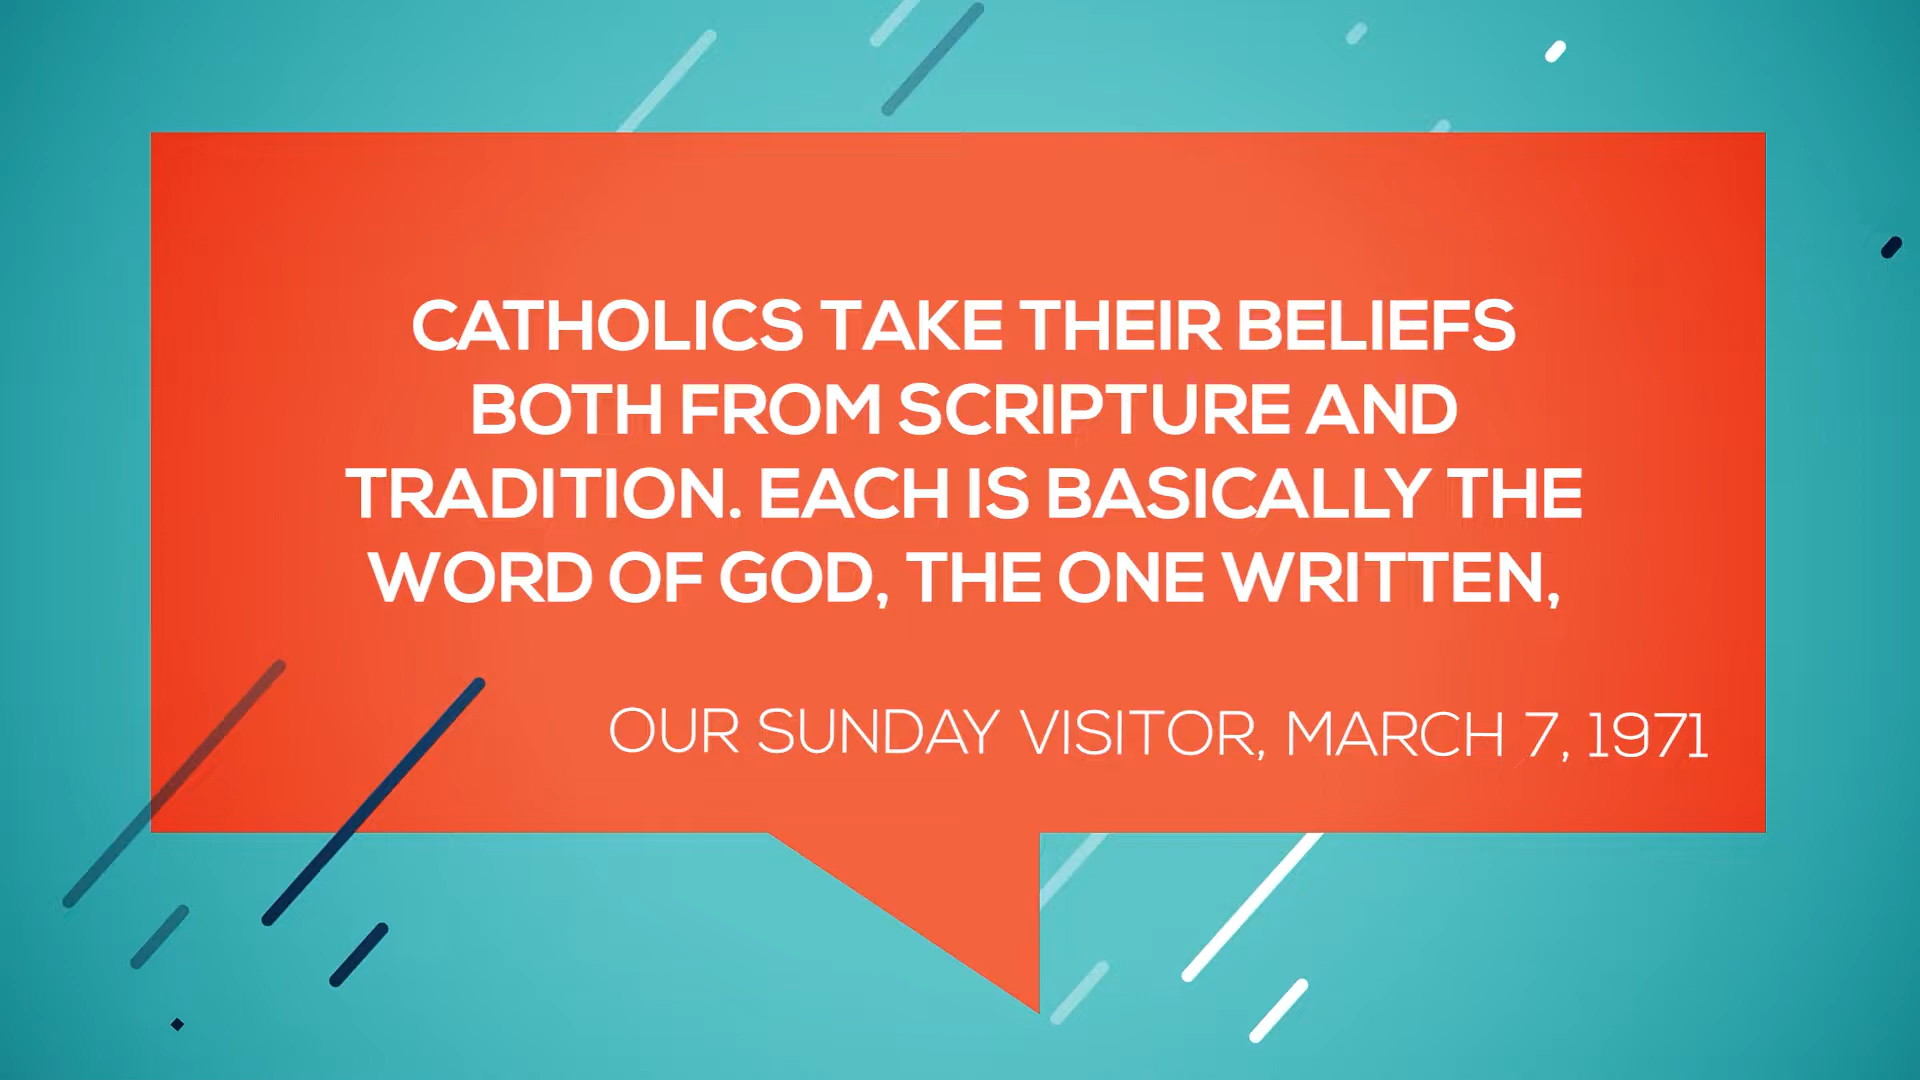 CATHOLICS TAKE THEIR BELIEFS
BOTH FROM SCRIPTURE AND
TRADITION. EACH IS BASICALLY THE
WORD OF GOD, THE ONE WRITTEN,
OUR SUNDAY VISITOR, MARCH 7, 1971